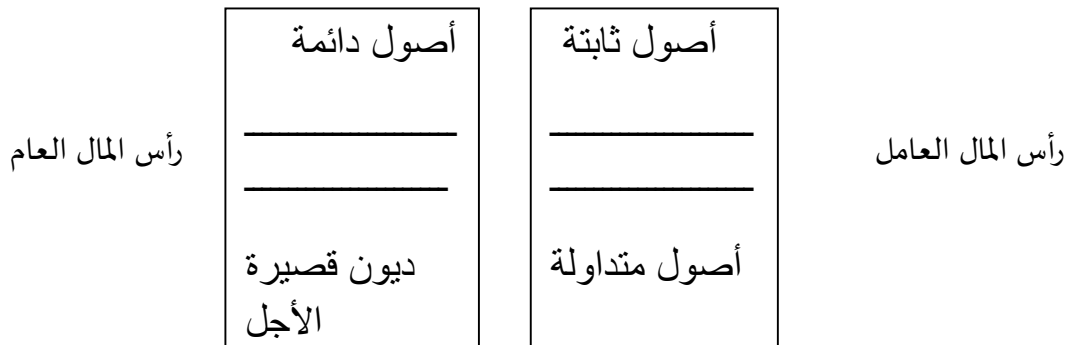 أصول ثابتة
أصول دائمة
رأس المال العامل
رأس المال العام
أصول متداولة
ديون قصيرة
الأجل